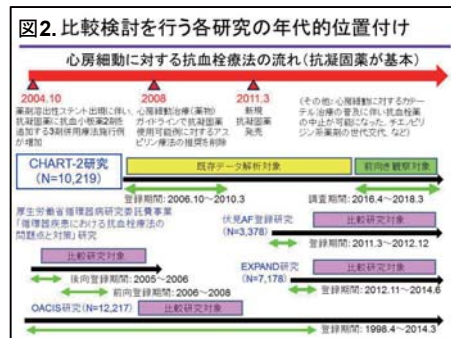 図2. 比較検討を行う各研究の年代的位置付け
心房細動に対する抗血栓療法の流れ(抗凝固薬が基本)
2004.10
薬剤溶出性ステント出現に伴い、
抗凝固薬に抗血小板薬2剤を
追加する3剤併用療法施行例
が増加
2008
心房細動治療(薬物)
ガイドラインで抗凝固薬
使用可能例に対するアス
ピリン療法の推奨を削除
2011.3
新規
抗凝固薬
発売
(その他:心房細動に対するカテー
テル治療の普及に伴い抗血栓薬
の中止が可能になった、チエノピ
リジン系薬剤の世代交代、など)
CHART-2研究
(N=10,219)
既存データ解析対象
前向き観察対象
登録期間:2006.10~2010.3
調査期間:2016.4~2018.3
厚生労働省循環器病研究委託費事業
「循環器疾患における抗血栓療法の
問題点と対策」研究
比較研究対象
後向登録期間:2005~2006
前向登録期間:2006~2008
伏見AF登録研究
(N=3,378)
比較研究対象
登録期間:2011.3~2012.12
EXPAND研究
(N=7,178)
比較研究対象
登録期間:2012.11~2014.6
OACIS研究(N=12,217)
比較研究対象
登録期間:1998.4~2014.3